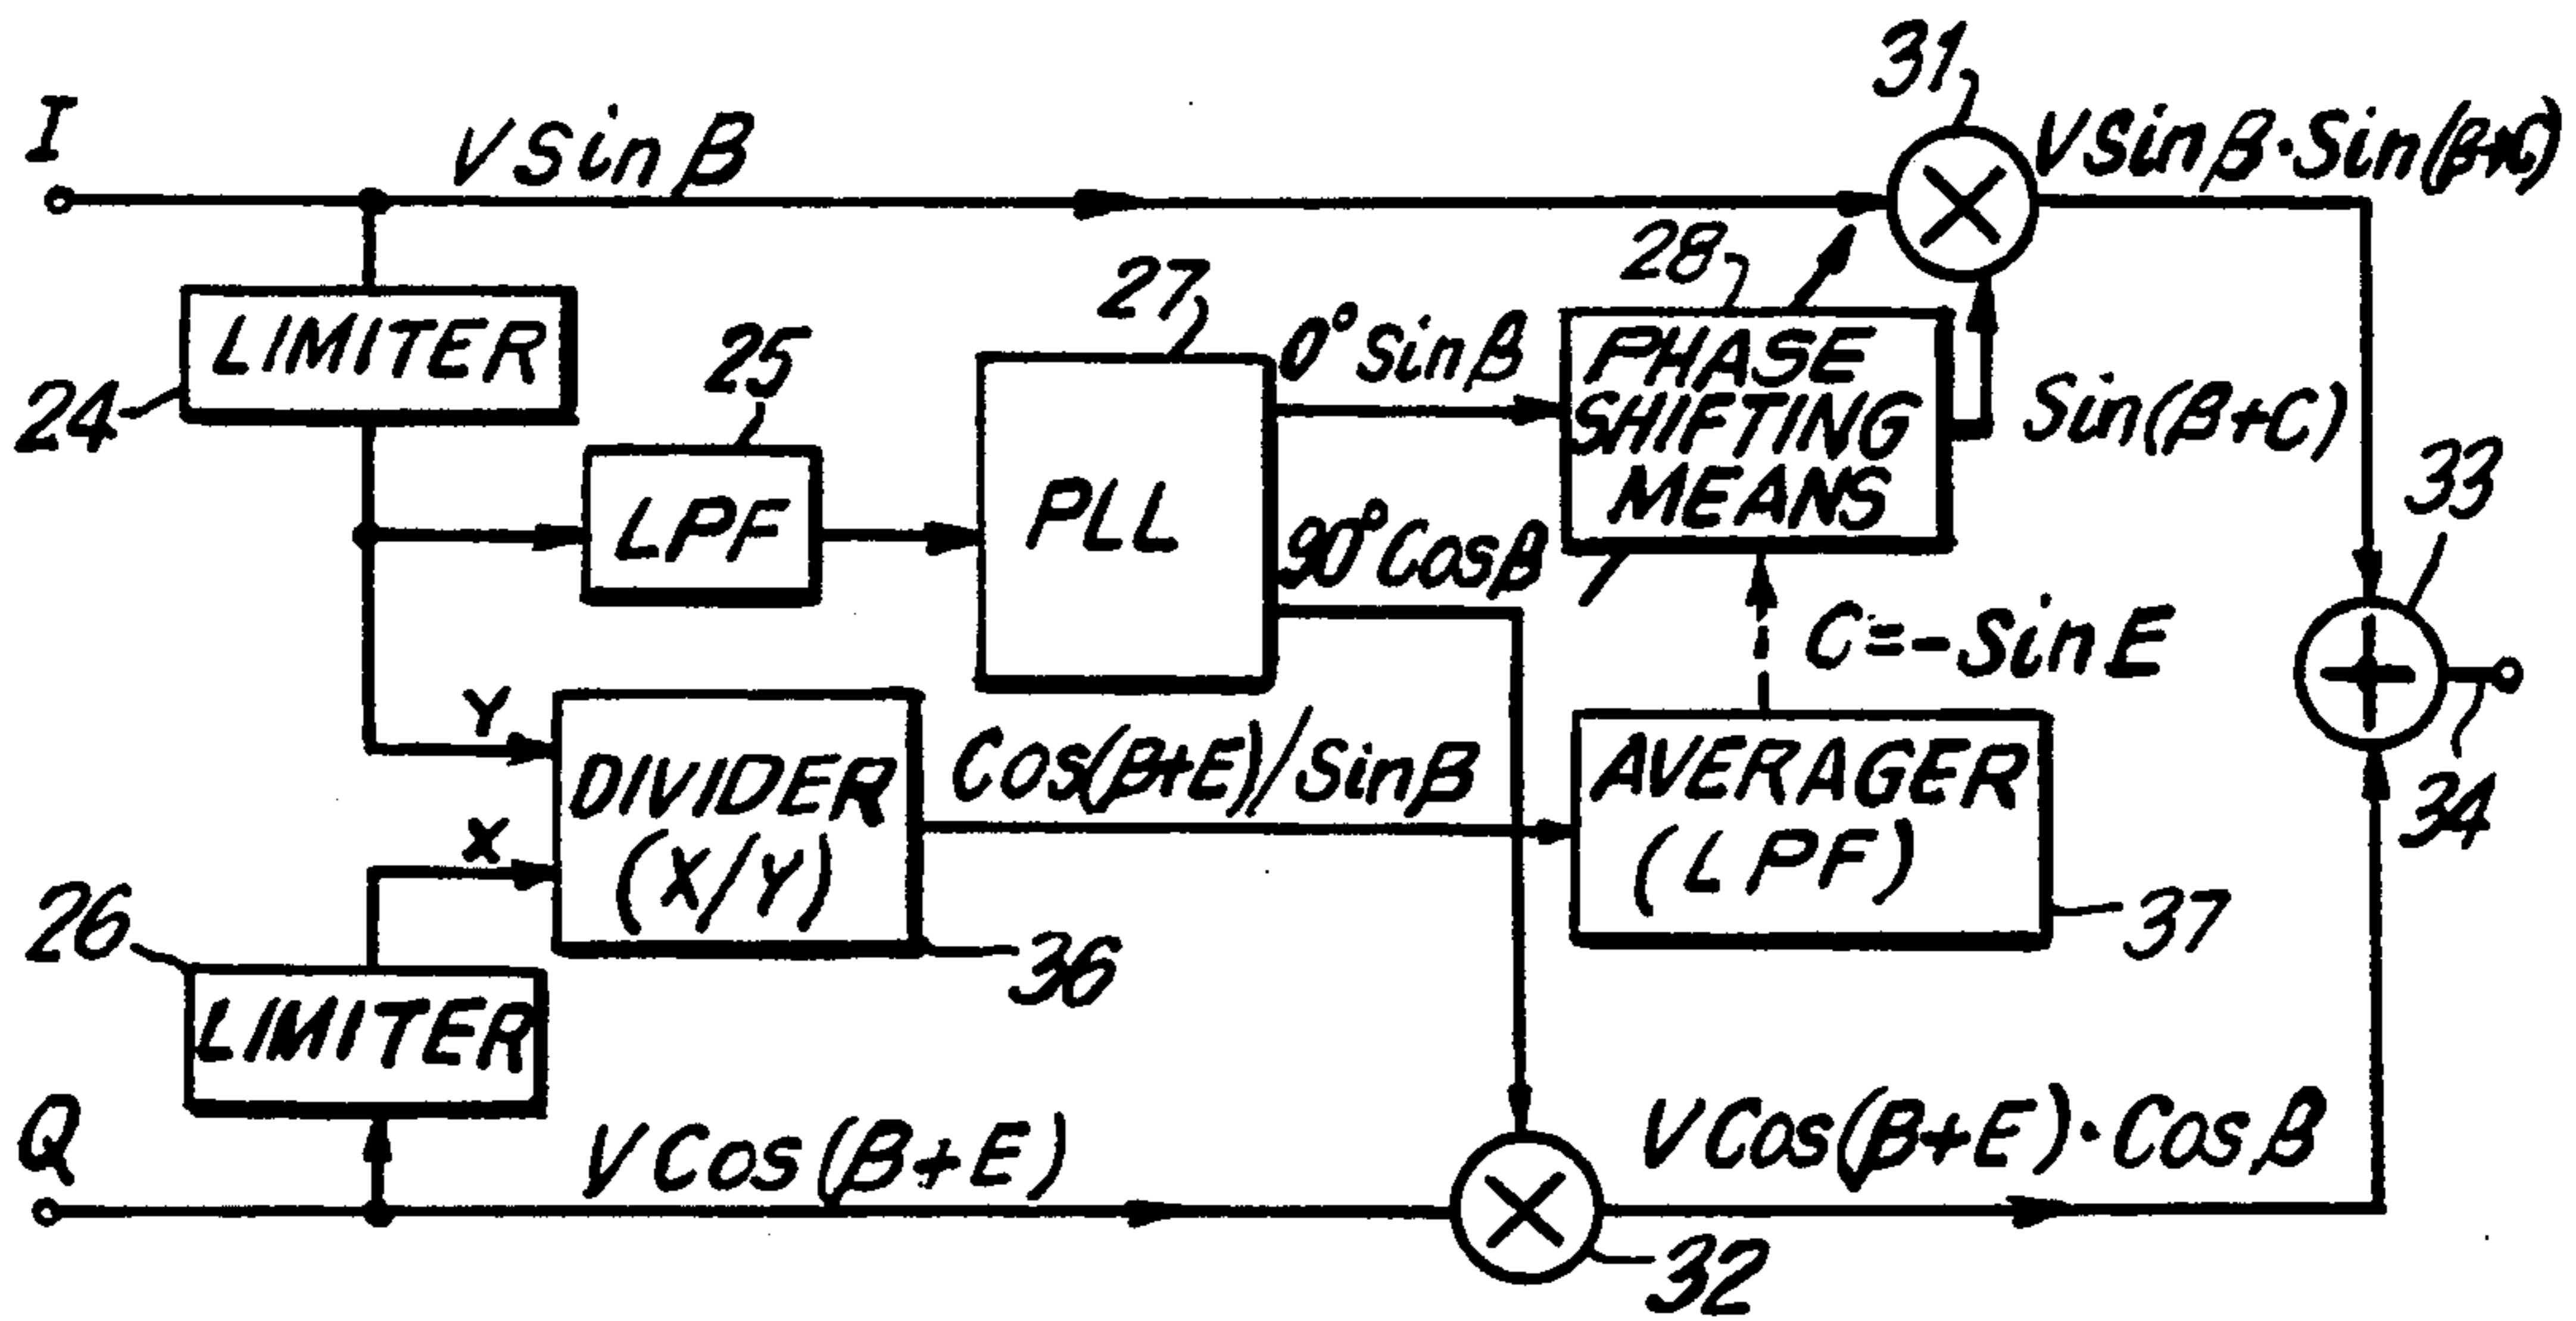 I
V Sin β
31
V Sin β · Sin (β+C)
LIMITER
24
25
LPF
27
PLL
0° Sin β
90° Cos β
28
PHASE
SHIFTING
MEANS
Sin (β+C)
33
C = -Sin E
34
Y
X
DIVIDER
(X/Y)
36
Cos (β+E) / Sin β
AVERAGER
(LPF)
37
26
LIMITER
Q
V Cos (β+E)
32
V Cos (β+E) · Cos β